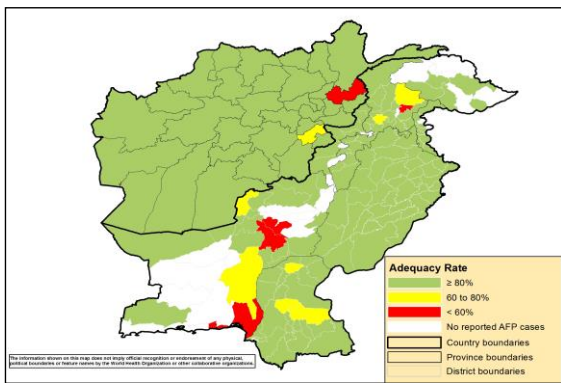 Adequacy Rate
≥ 80%
60 to 80%
< 60%
No reported AFP cases
Country boundaries
Province boundaries
District boundaries
The information shown on this map does not imply official recognition or endorsement of any physical,
political boundaries or feature names by the World Health Organization or other collaborative organizations.